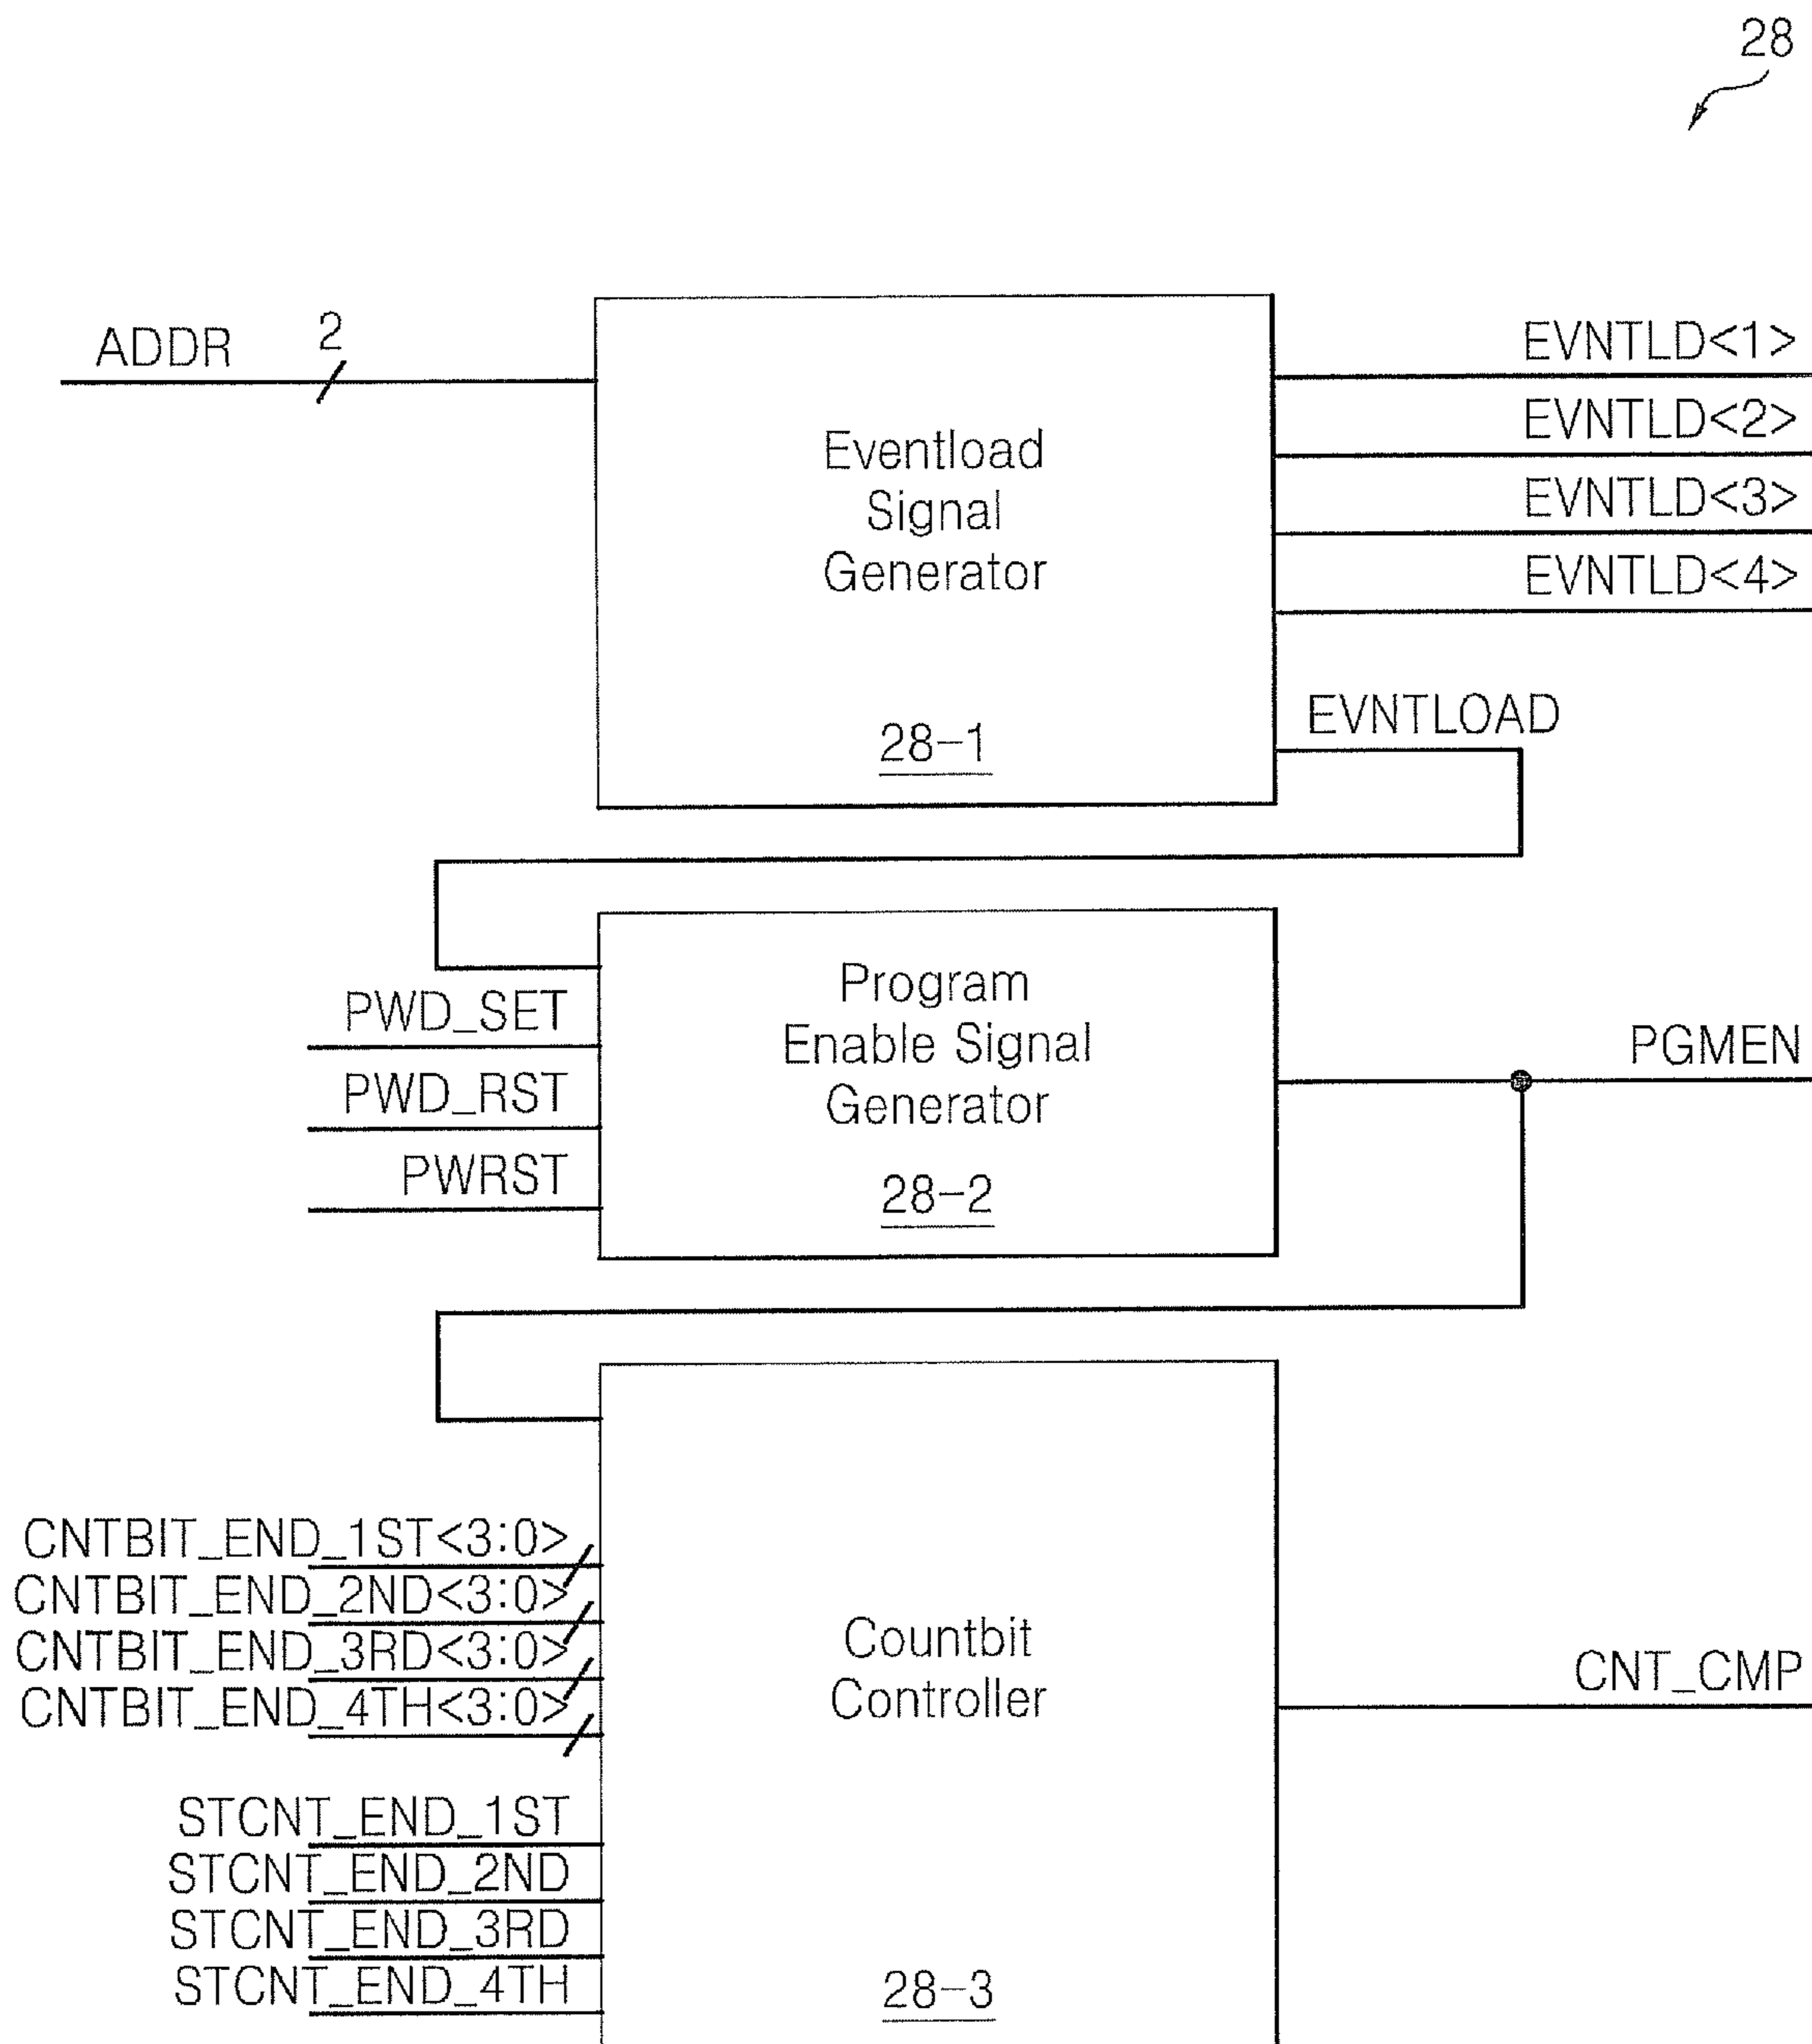 28
ADDR
2
EVNTLD<1>
EVNTLD<2>
EVNTLD<3>
EVNTLD<4>
Eventload
Signal
Generator
28-1
EVNTLOAD
PWD_SET
PWD_RST
PWRST
Program
Enable Signal
Generator
28-2
PGMEN
CNTBIT_END_1ST<3:0>
CNTBIT_END_2ND<3:0>
CNTBIT_END_3RD<3:0>
CNTBIT_END_4TH<3:0>
STCNT_END_1ST
STCNT_END_2ND
STCNT_END_3RD
STCNT_END_4TH
Countbit
Controller
28-3
CNT_CMP